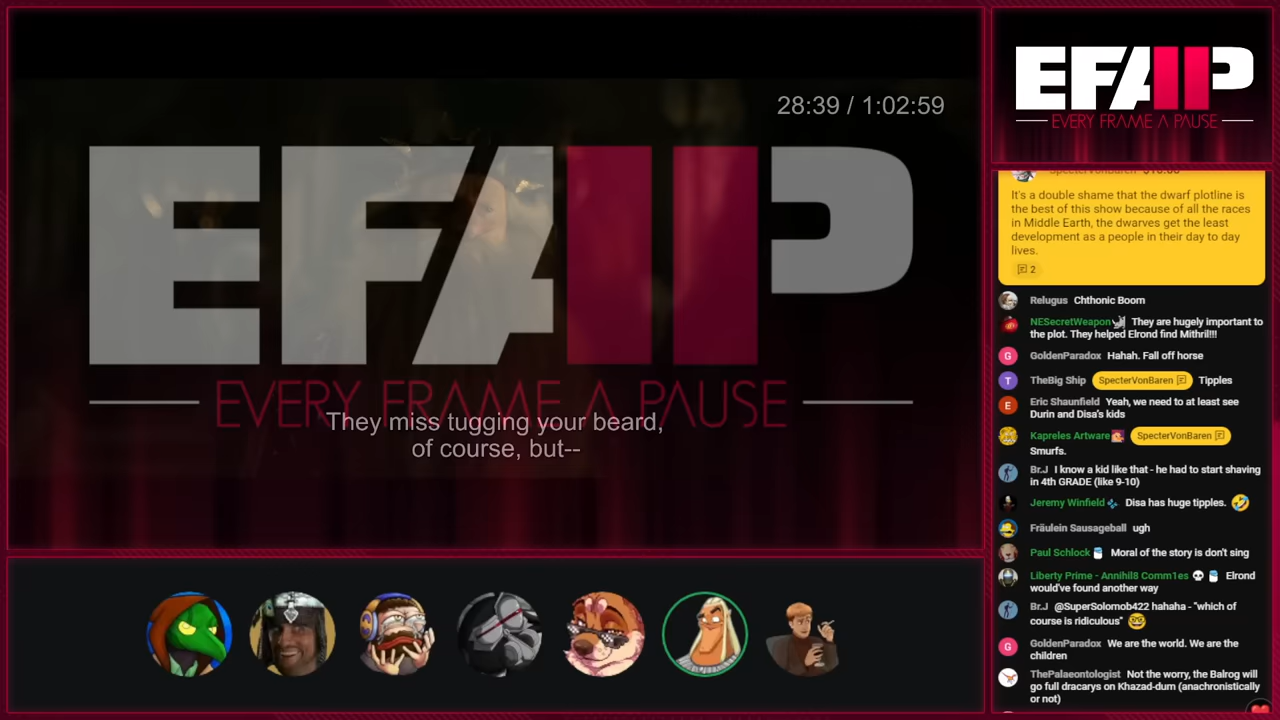 28:39 / 1:02:59
EFAP
EVERY FRAME A PAUSE
They miss tugging your beard,
of course, but--
EFAP
EVERY FRAME A PAUSE
SpecterVonBaren $10.00
It's a double shame that the dwarf plotline is
the best of this show because of all the races
in Middle Earth, the dwarves get the least
development as a people in their day to day
lives.
2
Relugus Chthonic Boom
NESecretWeapon They are hugely important to
the plot. They helped Elrond find Mithril!!!
G GoldenParadox Hahah. Fall off horse
T TheBig Ship SpecterVonBaren Tipples
E Eric Shaunfield Yeah, we need to at least see
Durin and Disa's kids
Kapreles Artware SpecterVonBaren
Smurfs.
Br.J I know a kid like that - he had to start shaving
in 4th GRADE (like 9-10)
Jeremy Winfield Disa has huge tipples. 🤣
Fräulein Sausageball ugh
Paul Schlock Moral of the story is don't sing
Liberty Prime - Annihil8 Comm1es Elrond
would've found another way
Br.J @SuperSolomob422 hahaha - "which of
course is ridiculous" 🤓
G GoldenParadox We are the world. We are the
children
ThePalaeontologist Not the worry, the Balrog will
go full dracarys on Khazad-dum (anachronistically
or not)